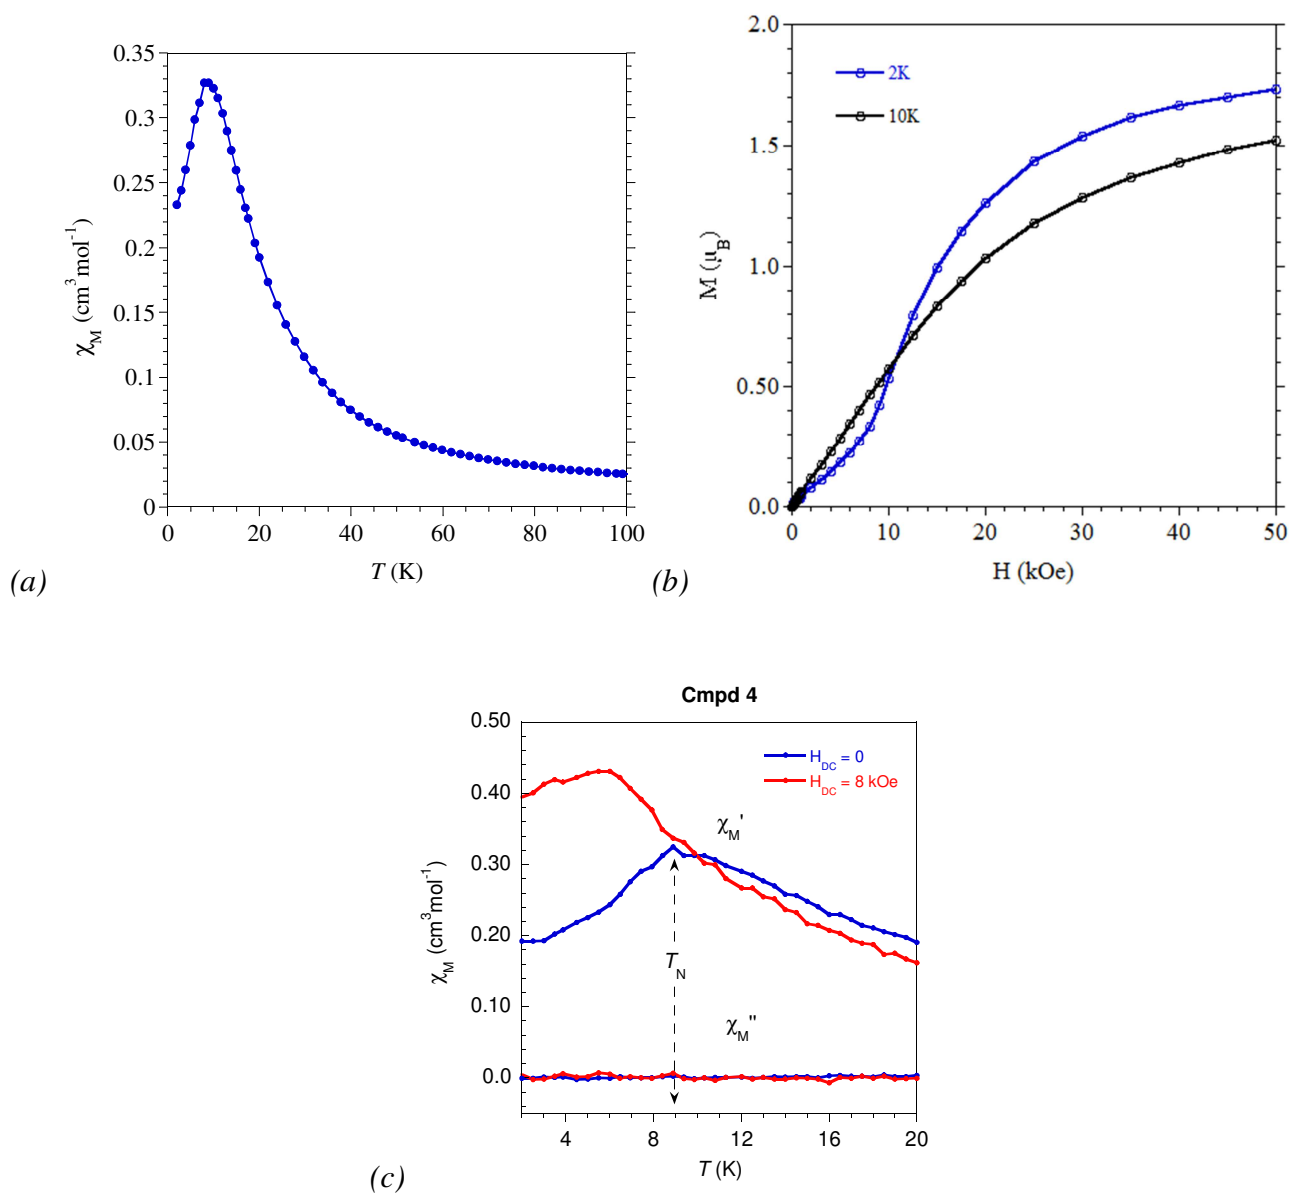 0.35
0.3
0.25
0.2
0.15
0.1
0.05
0
χM (cm3 mol-1)
0 20 40 60 80 100
T (K)
(a)
2.0
1.5
1.0
0.50
0.0
M (μB)
2K
10K
0 10 20 30 40 50
H (kOe)
(b)
Cmpd 4
0.50
0.40
0.30
0.20
0.10
0.0
χM (cm3mol-1)
HDC = 0
HDC = 8 kOe
χM'
TN
χM"
4 8 12 16 20
T (K)
(c)